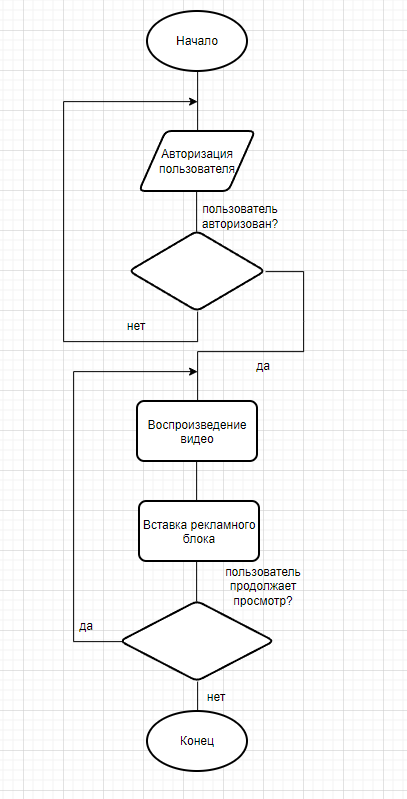 Начало
Авторизация
пользователя
пользователь
авторизован?
нет
да
Воспроизведение
видео
Вставка рекламного
блока
пользователь
продолжает
просмотр?
да
нет
Конец